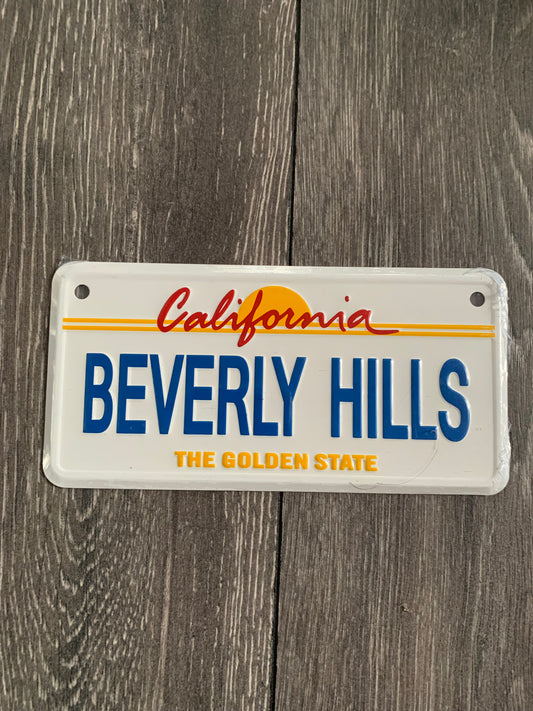 California
BEVERLY HILLS
THE GOLDEN STATE